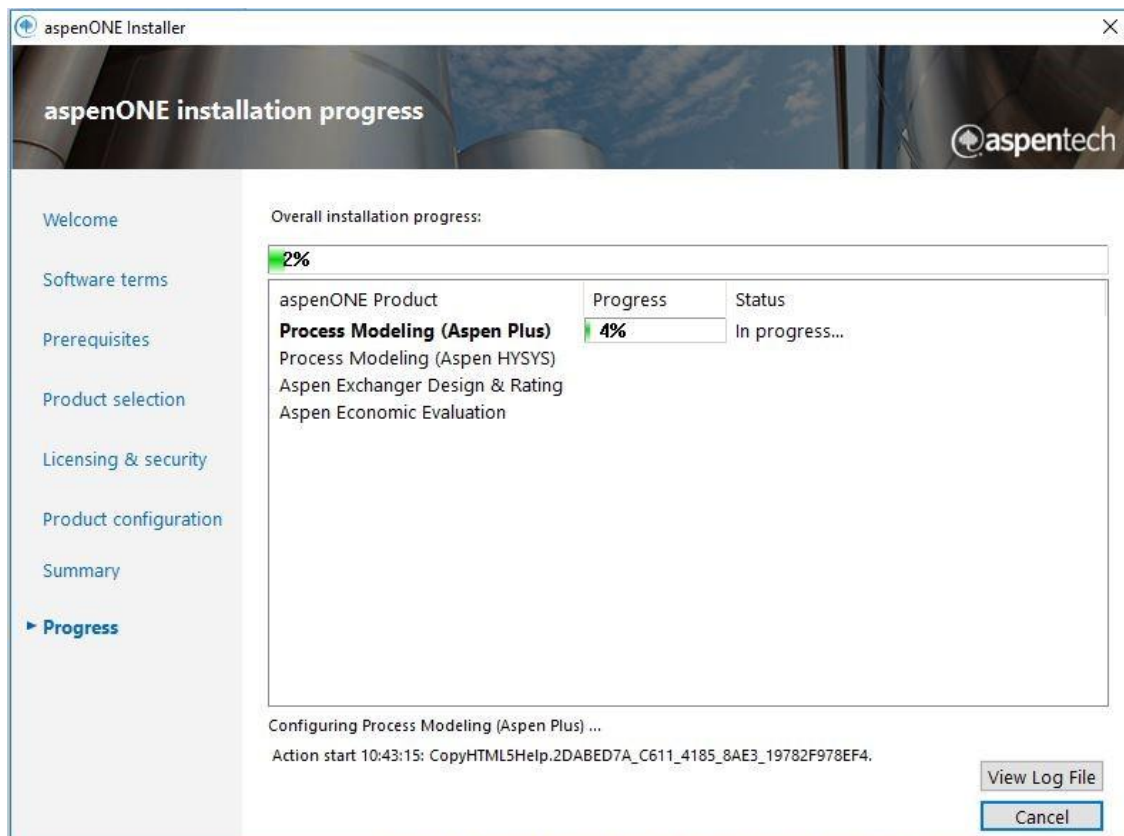 aspenONE Installer
aspenONE installation progress
aspentech
Welcome
Software terms
Prerequisites
Product selection
Licensing & security
Product configuration
Summary
Progress
Overall installation progress:
2%
aspenONE Product Progress Status
Process Modeling (Aspen Plus) 4% In progress...
Process Modeling (Aspen HYSYS)
Aspen Exchanger Design & Rating
Aspen Economic Evaluation
Configuring Process Modeling (Aspen Plus) ...
Action start 10:43:15: CopyHTML5Help.2DABED7A_C611_4185_8AE3_19782F978EF4.
View Log File
Cancel